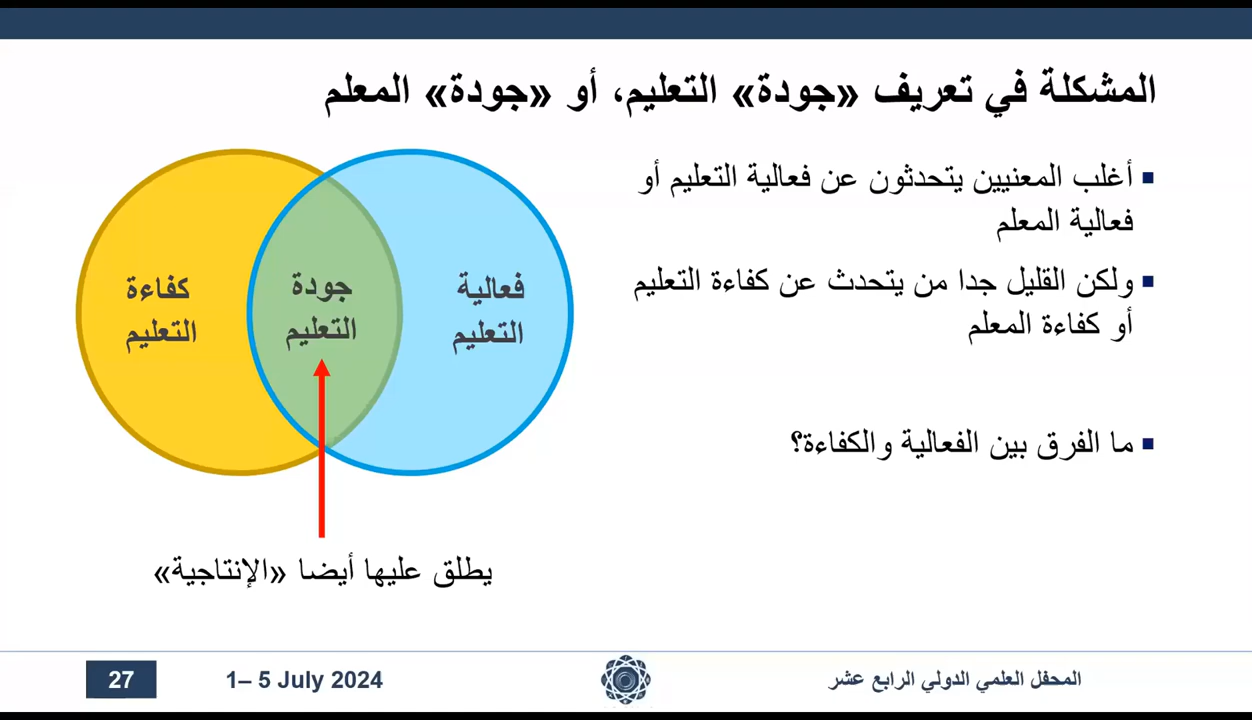 المشكلة في تعريف «جودة» التعليم، أو «جودة» المعلم
أغلب المعنيين يتحدثون عن فعالية التعليم أو
فعالية المعلم
ولكن القليل جدا من يتحدث عن كفاءة التعليم
أو كفاءة المعلم
ما الفرق بين الفعالية والكفاءة؟
فعالية
التعليم
جودة
التعليم
كفاءة
التعليم
يطلق عليها أيضا «الإنتاجية»
المحفل العلمي الدولي الرابع عشر
1– 5 July 2024
27